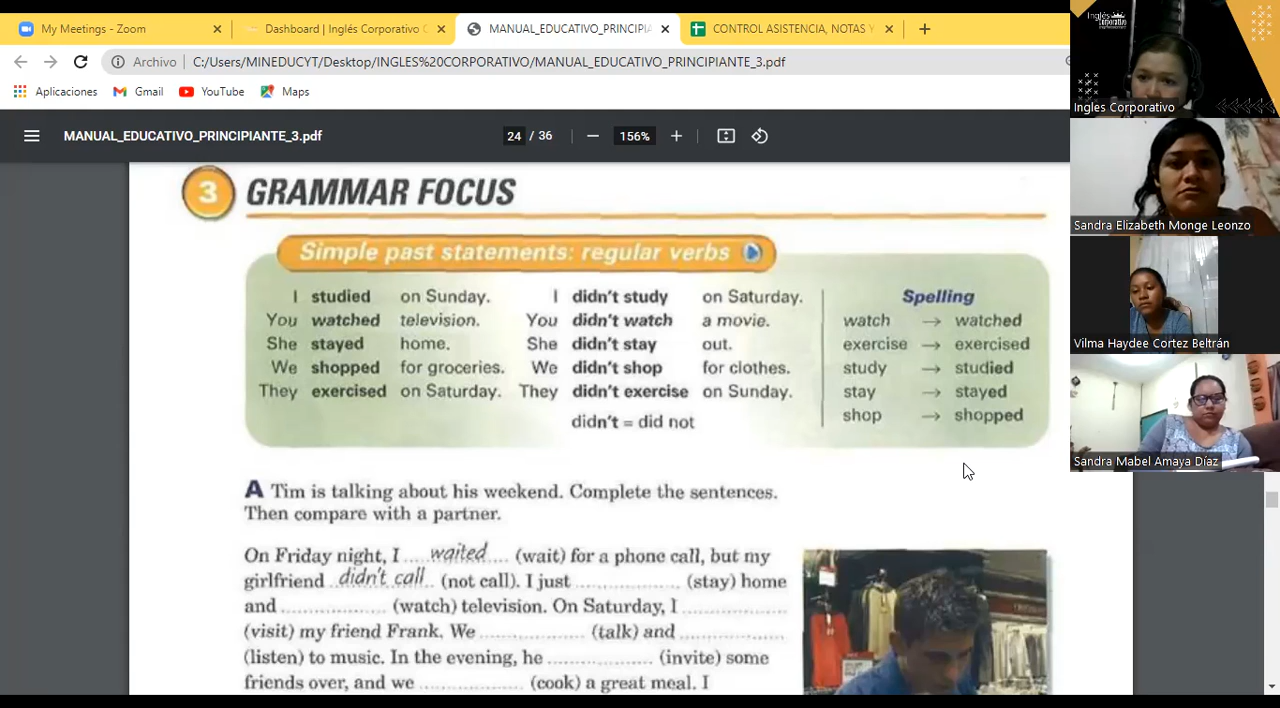 My Meetings - Zoom
Dashboard | Inglés Corporativo
MANUAL_EDUCATIVO_PRINCIPIA
CONTROL ASISTENCIA, NOTAS Y
Archivo
C:/Users/MINEDUCYT/Desktop/INGLES%20CORPORATIVO/MANUAL_EDUCATIVO_PRINCIPIANTE_3.pdf
Aplicaciones
Gmail
YouTube
Maps
MANUAL_EDUCATIVO_PRINCIPIANTE_3.pdf
24 / 36
156%
3 GRAMMAR FOCUS
Simple past statements: regular verbs
I studied on Sunday.
You watched television.
She stayed home.
We shopped for groceries.
They exercised on Saturday.
I didn't study on Saturday.
You didn't watch a movie.
She didn't stay out.
We didn't shop for clothes.
They didn't exercise on Sunday.
didn't = did not
Spelling
watch → watched
exercise → exercised
study → studied
stay → stayed
shop → shopped
A Tim is talking about his weekend. Complete the sentences.
Then compare with a partner.
On Friday night, I ....waited.... (wait) for a phone call, but my
girlfriend ..didn't call.. (not call). I just ................ (stay) home
and ................ (watch) television. On Saturday, I ................
(visit) my friend Frank. We ................ (talk) and ................
(listen) to music. In the evening, he ................ (invite) some
friends over, and we ................ (cook) a great meal. I
Inglés
Corporativo
Ingles Corporativo
Sandra Elizabeth Monge Leonzo
Vilma Haydee Cortez Beltrán
Sandra Mabel Amaya Díaz